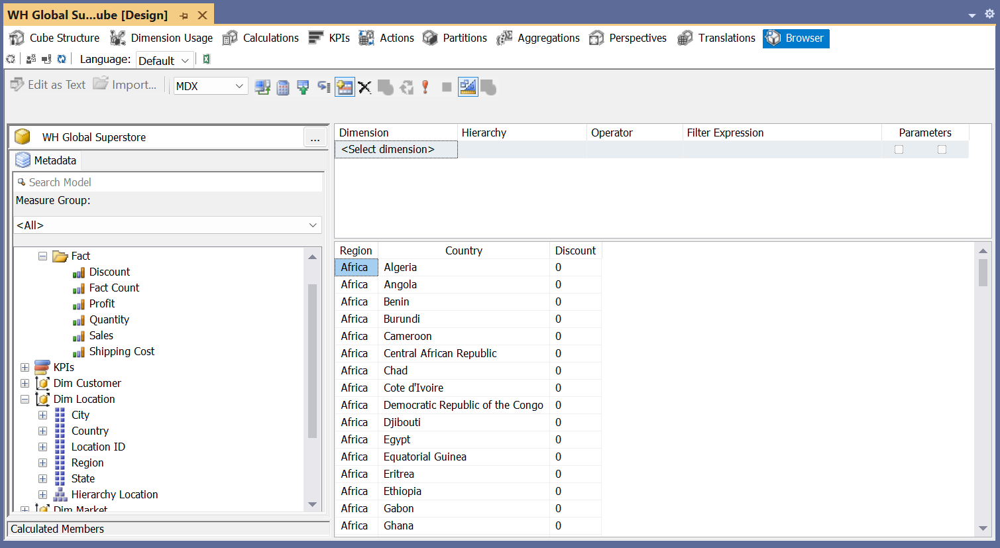 WH Global Su...ube [Design]
Cube Structure Dimension Usage Calculations KPIs Actions Partitions Aggregations Perspectives Translations Browser
Language: Default
Edit as Text Import... MDX
WH Global Superstore ...
Metadata
Search Model
Measure Group:
<All>
Fact
Discount
Fact Count
Profit
Quantity
Sales
Shipping Cost
KPIs
Dim Customer
Dim Location
City
Country
Location ID
Region
State
Hierarchy Location
Dim Market
Calculated Members
Dimension Hierarchy Operator Filter Expression Parameters
<Select dimension>
Region Country Discount
Africa Algeria 0
Africa Angola 0
Africa Benin 0
Africa Burundi 0
Africa Cameroon 0
Africa Central African Republic 0
Africa Chad 0
Africa Cote d'Ivoire 0
Africa Democratic Republic of the Congo 0
Africa Djibouti 0
Africa Egypt 0
Africa Equatorial Guinea 0
Africa Eritrea 0
Africa Ethiopia 0
Africa Gabon 0
Africa Ghana 0